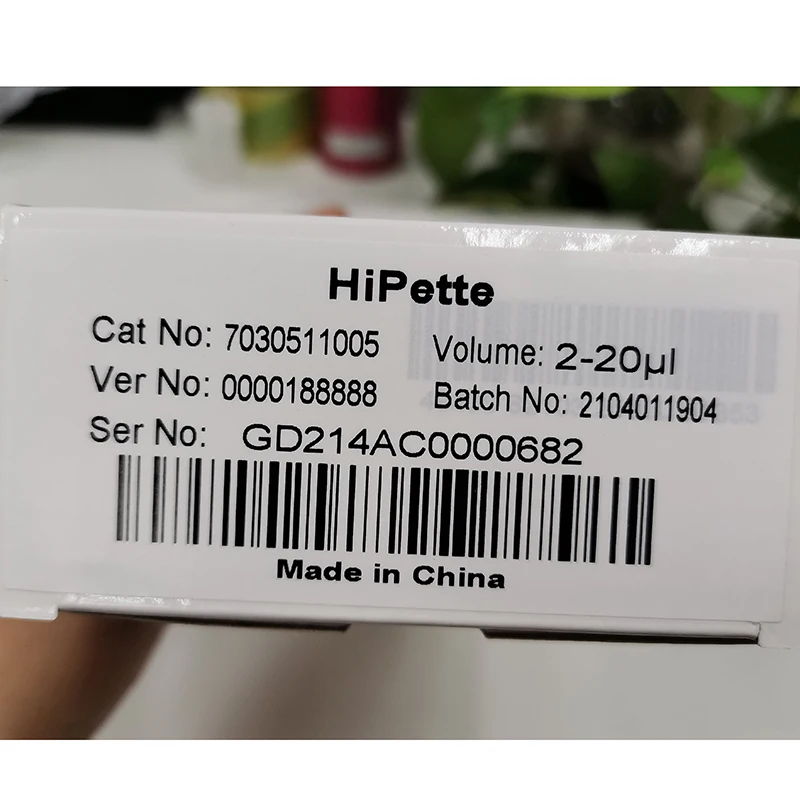 HiPette
Cat No: 7030511005 Volume: 2-20µl
Ver No: 0000188888 Batch No: 2104011904
Ser No: GD214AC0000682
Made in China